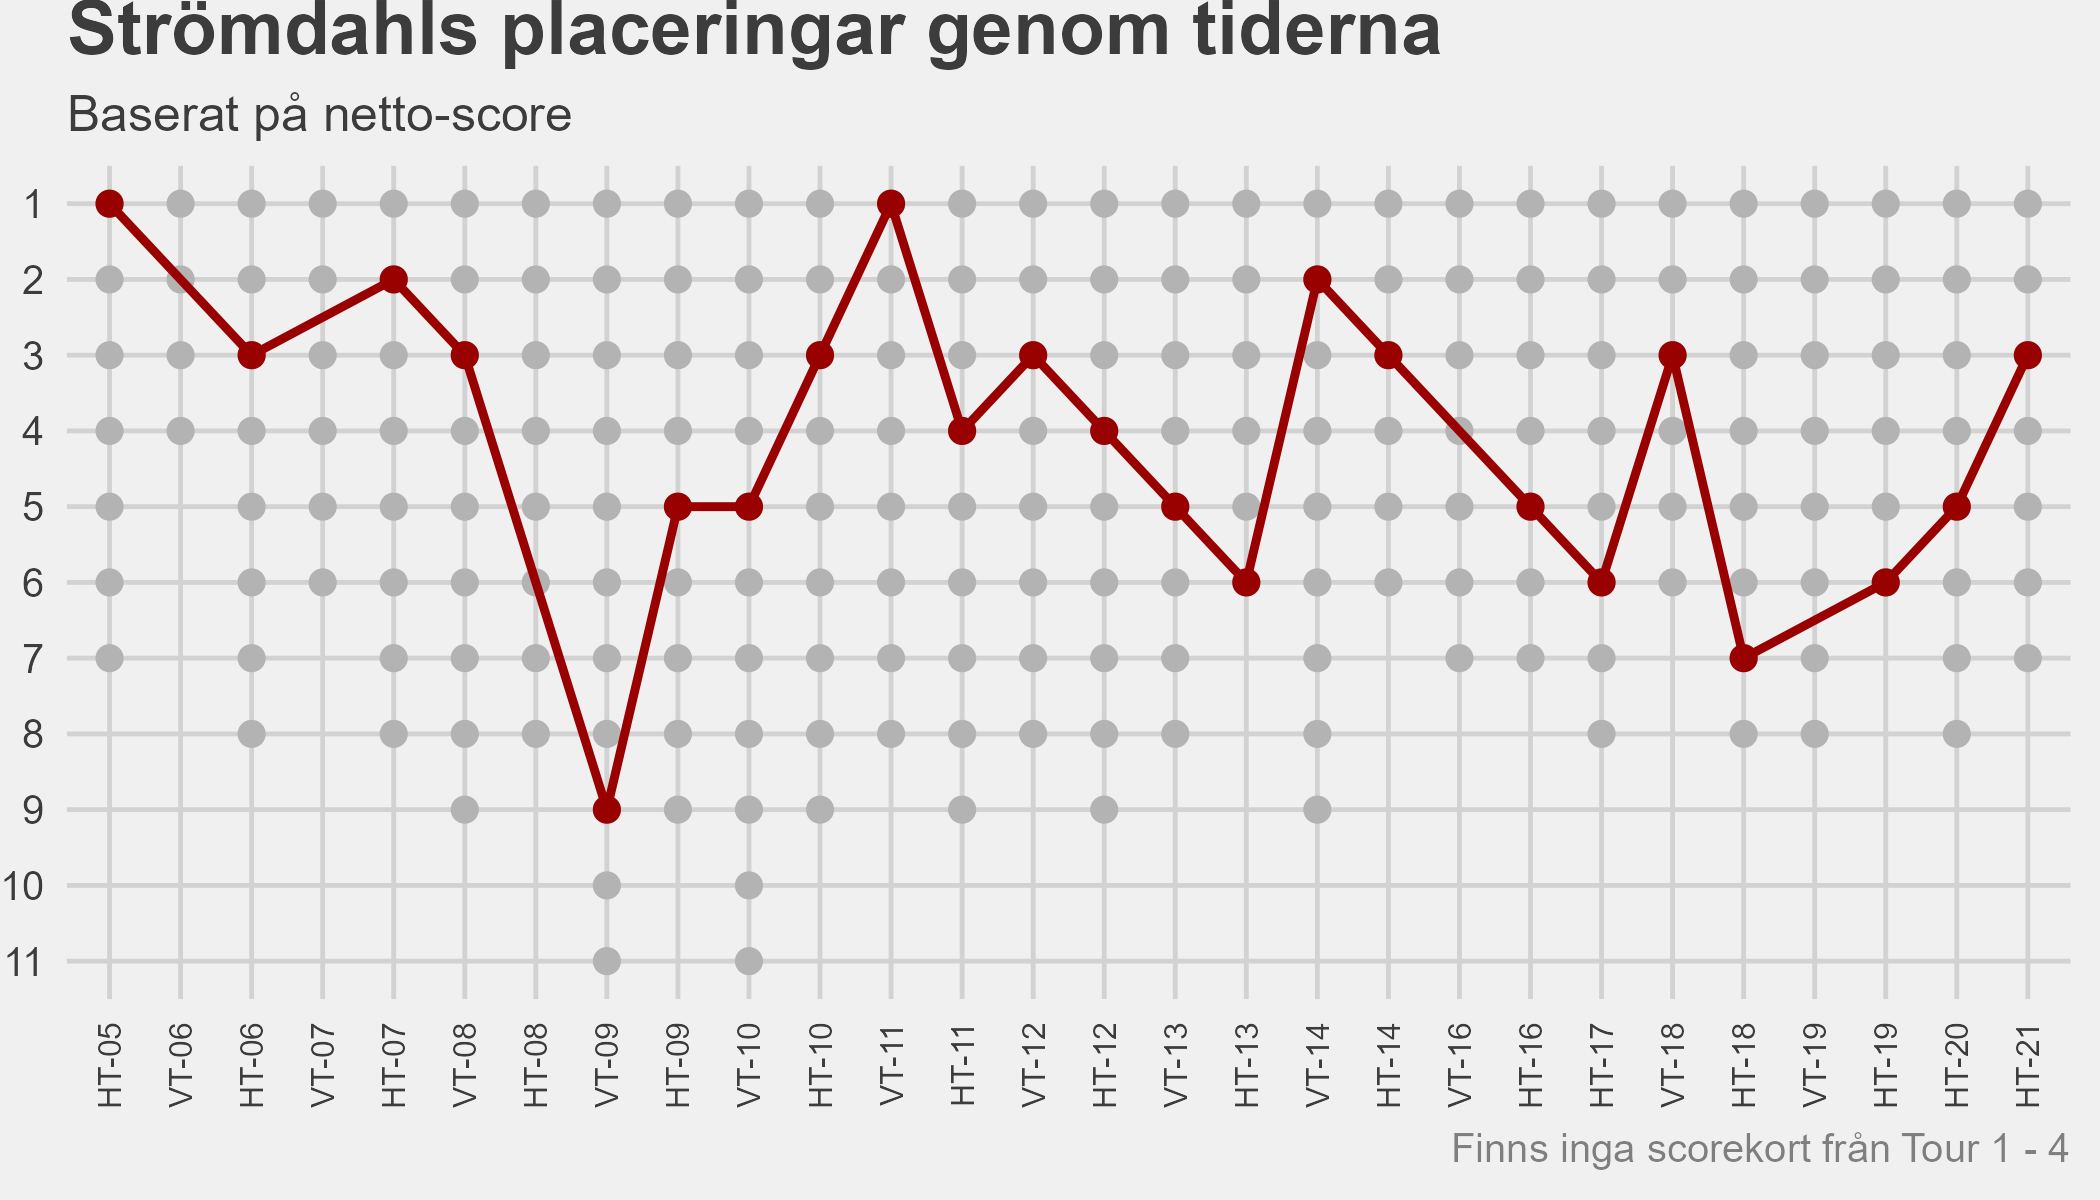 Strömdahls placeringar genom tiderna
Baserat på netto-score
1
2
3
4
5
6
7
8
9
10
11
HT-05
VT-06
HT-06
VT-07
HT-07
VT-08
HT-08
VT-09
HT-09
VT-10
HT-10
VT-11
HT-11
VT-12
HT-12
VT-13
HT-13
VT-14
HT-14
VT-16
HT-16
HT-17
VT-18
HT-18
VT-19
HT-19
HT-20
HT-21
Finns inga scorekort från Tour 1 - 4